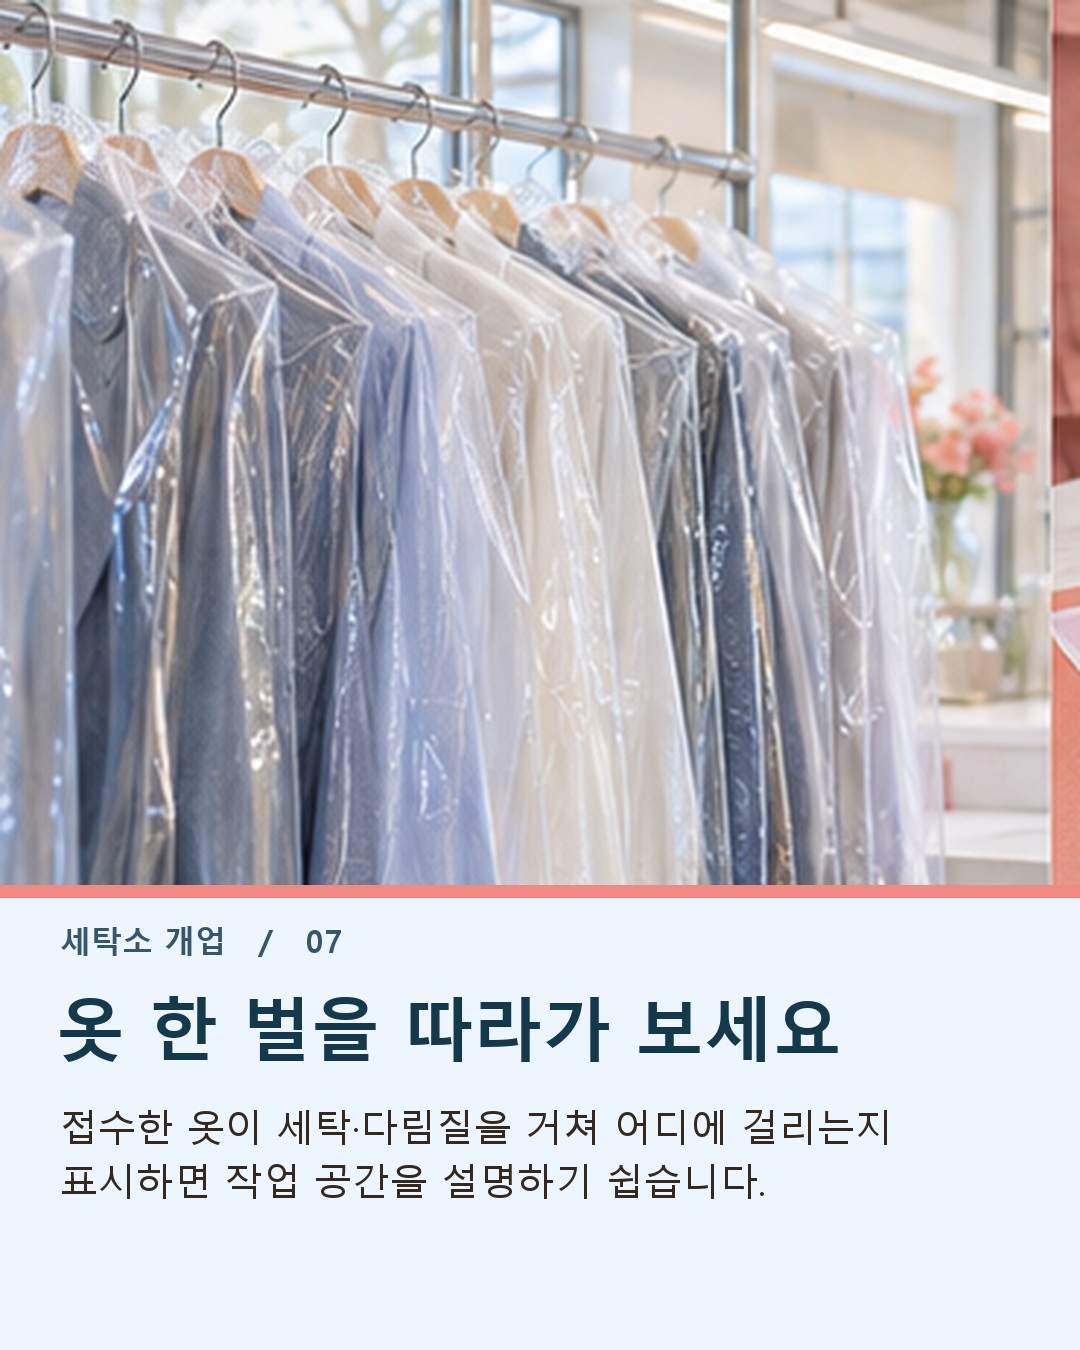 세탁소 개업 / 07
옷 한 벌을 따라가 보세요
접수한 옷이 세탁·다림질을 거쳐 어디에 걸리는지
표시하면 작업 공간을 설명하기 쉽습니다.